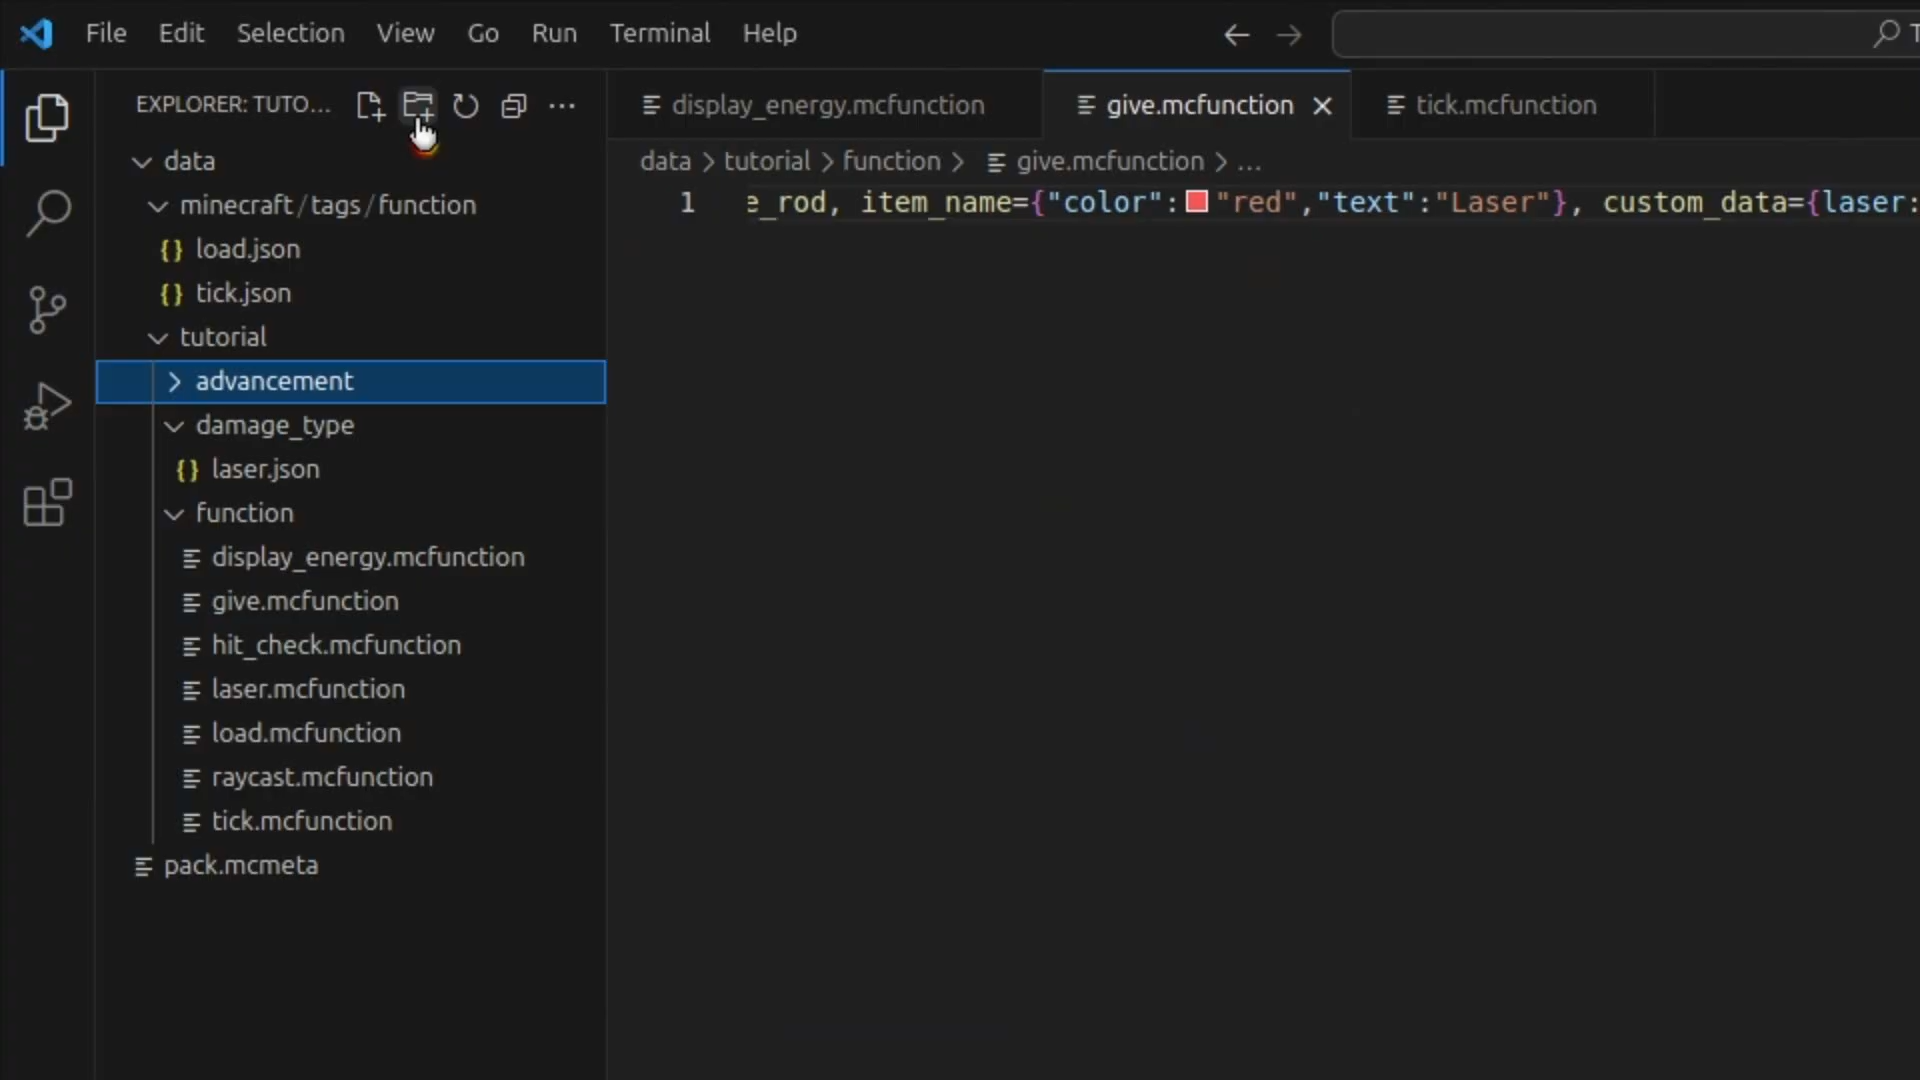 File Edit Selection View Go Run Terminal Help
EXPLORER: TUTO...
display_energy.mcfunction give.mcfunction tick.mcfunction
data > tutorial > function > give.mcfunction > ...
1 e_rod, item_name={"color":"red","text":"Laser"}, custom_data={laser:
data
minecraft/tags/function
{} load.json
{} tick.json
tutorial
advancement
damage_type
{} laser.json
function
display_energy.mcfunction
give.mcfunction
hit_check.mcfunction
laser.mcfunction
load.mcfunction
raycast.mcfunction
tick.mcfunction
pack.mcmeta